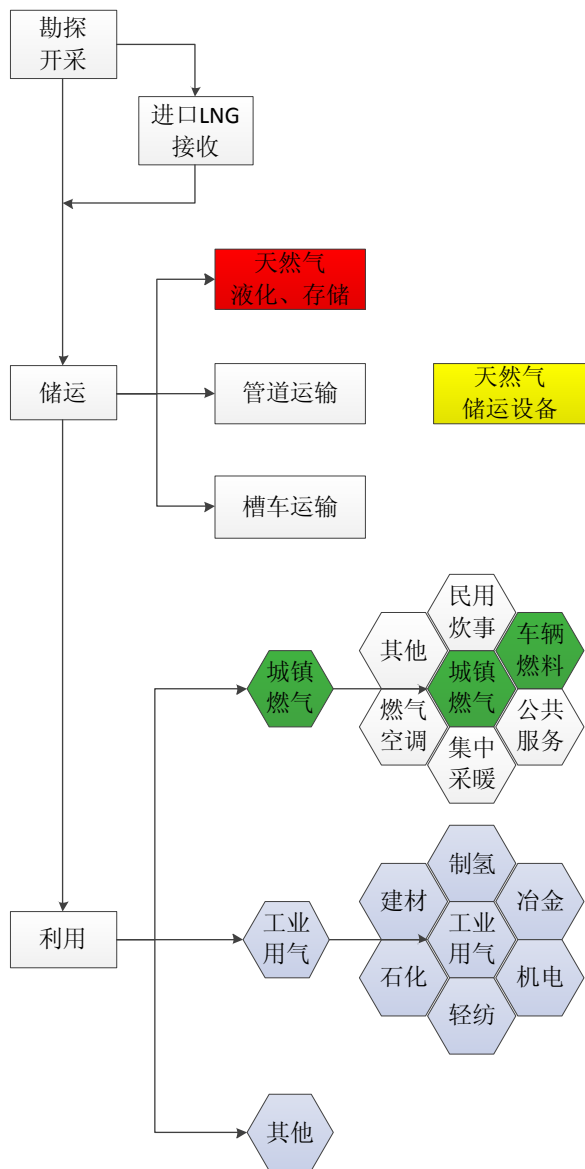 勘探
开采
进口LNG
接收
天然气
液化、存储
储运
管道运输
天然气
储运设备
槽车运输
民用
炊事
其他
车辆
燃料
城镇
燃气
城镇
燃气
燃气
空调
公共
服务
集中
采暖
制氢
建材
冶金
利用
工业
用气
工业
用气
石化
机电
轻纺
其他